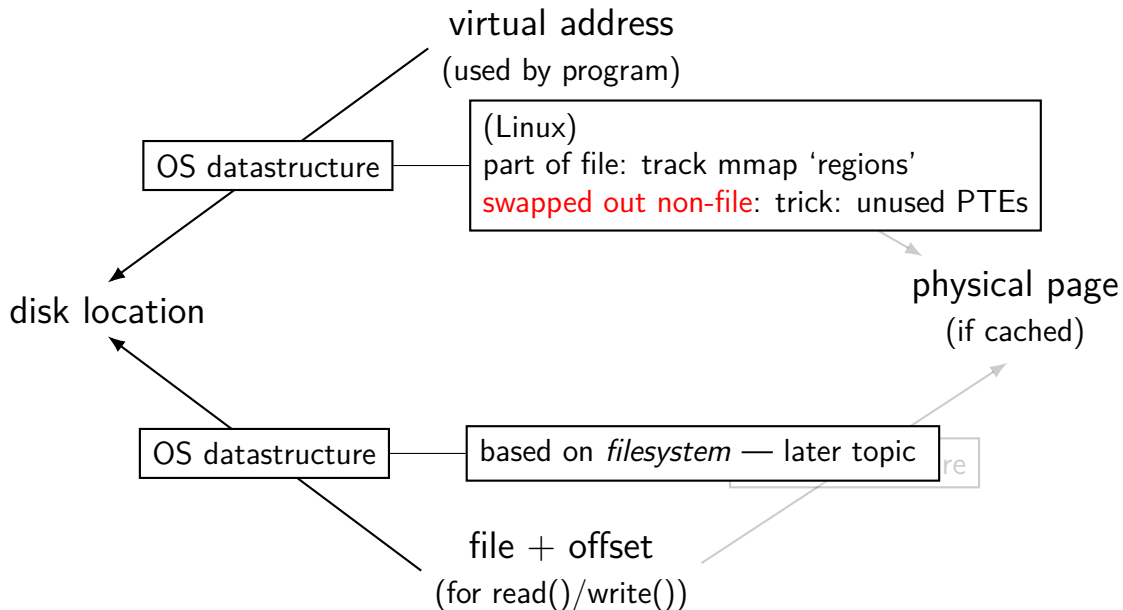 virtual address
(used by program)
OS datastructure
(Linux)
part of file: track mmap ‘regions’
swapped out non-file: trick: unused PTEs
disk location
physical page
(if cached)
OS datastructure
based on filesystem — later topic
re
file + offset
(for read()/write())